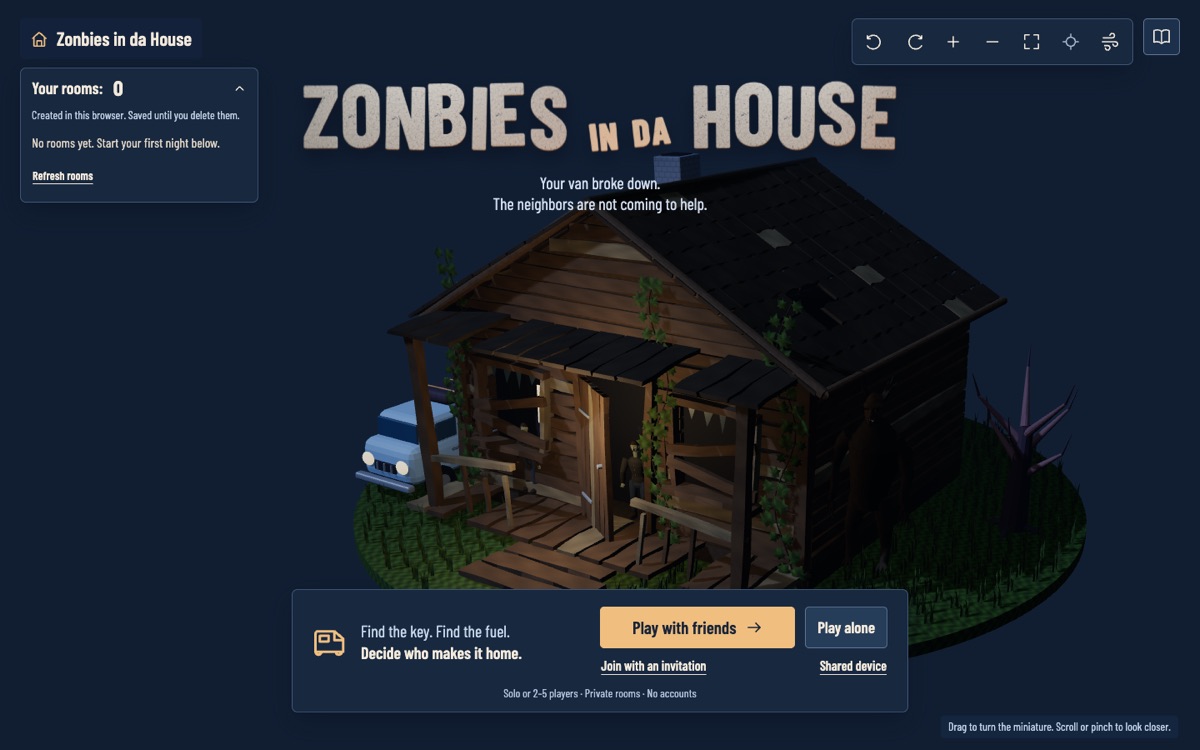 Zonbies in da House
Your rooms: 0
Created in this browser. Saved until you delete them.
No rooms yet. Start your first night below.
Refresh rooms
ZONBIES IN DA HOUSE
Your van broke down.
The neighbors are not coming to help.
Find the key. Find the fuel.
Decide who makes it home.
Play with friends →
Play alone
Join with an invitation
Shared device
Solo or 2–5 players · Private rooms · No accounts
Drag to turn the miniature. Scroll or pinch to look closer.